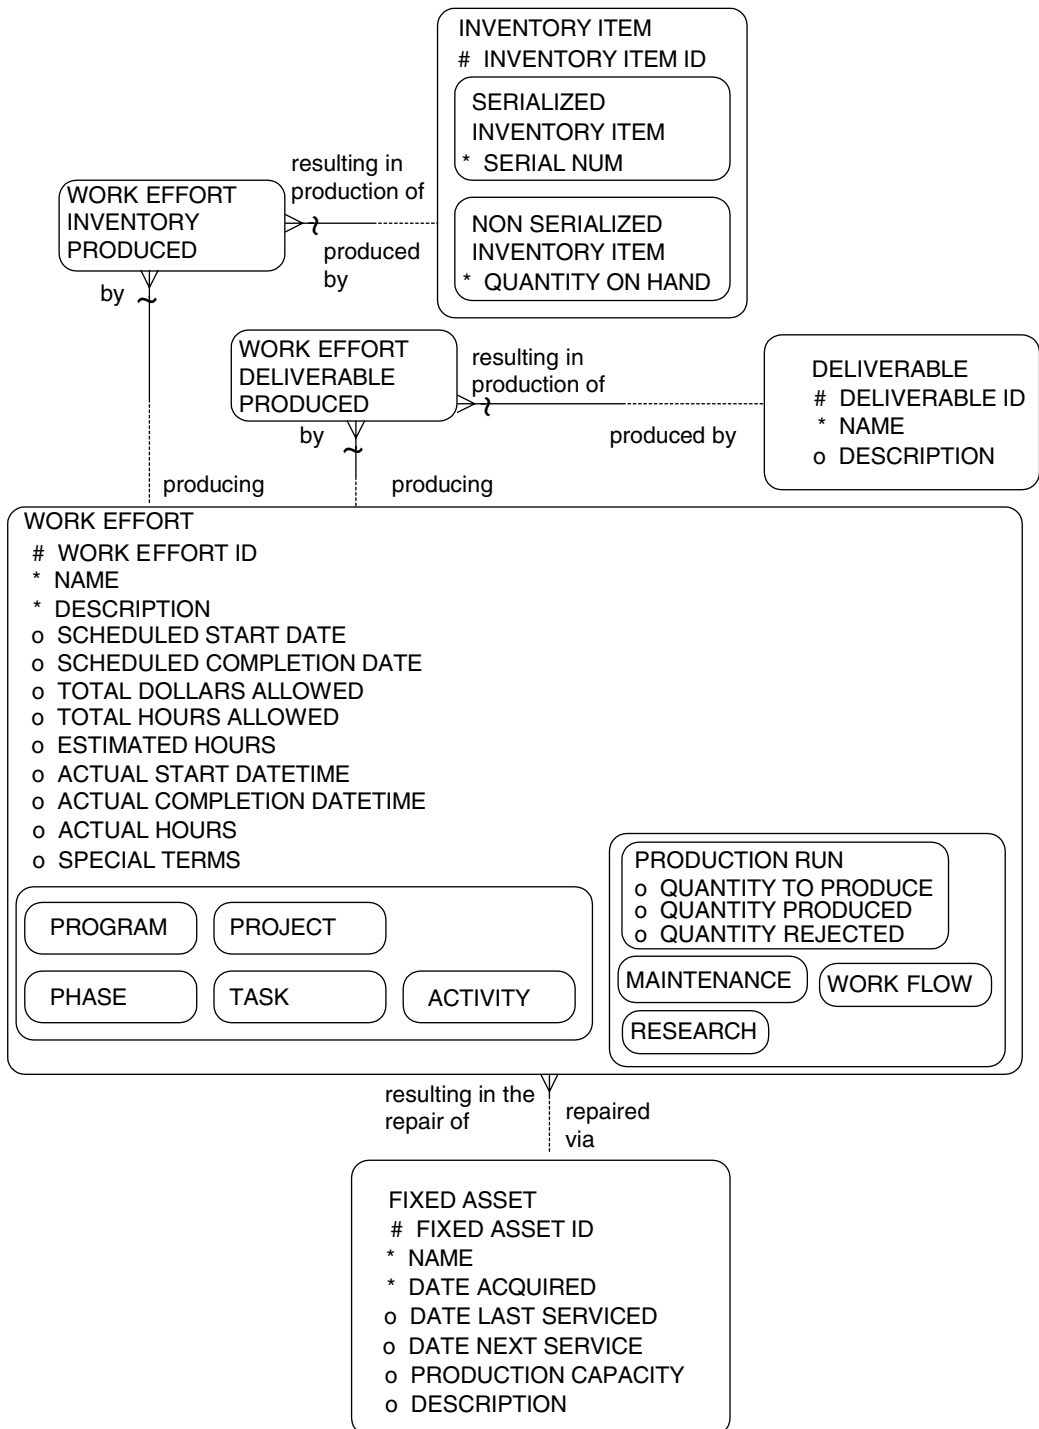 INVENTORY ITEM
# INVENTORY ITEM ID
SERIALIZED
INVENTORY ITEM
* SERIAL NUM
NON SERIALIZED
INVENTORY ITEM
* QUANTITY ON HAND
resulting in
production of
produced
by
WORK EFFORT
INVENTORY
PRODUCED
by
producing
WORK EFFORT
DELIVERABLE
PRODUCED
by
producing
resulting in
production of
produced by
DELIVERABLE
# DELIVERABLE ID
* NAME
o DESCRIPTION
WORK EFFORT
# WORK EFFORT ID
* NAME
* DESCRIPTION
o SCHEDULED START DATE
o SCHEDULED COMPLETION DATE
o TOTAL DOLLARS ALLOWED
o TOTAL HOURS ALLOWED
o ESTIMATED HOURS
o ACTUAL START DATETIME
o ACTUAL COMPLETION DATETIME
o ACTUAL HOURS
o SPECIAL TERMS
PROGRAM
PROJECT
PHASE
TASK
ACTIVITY
PRODUCTION RUN
o QUANTITY TO PRODUCE
o QUANTITY PRODUCED
o QUANTITY REJECTED
MAINTENANCE
WORK FLOW
RESEARCH
resulting in the
repair of
repaired
via
FIXED ASSET
# FIXED ASSET ID
* NAME
* DATE ACQUIRED
o DATE LAST SERVICED
o DATE NEXT SERVICE
o PRODUCTION CAPACITY
o DESCRIPTION